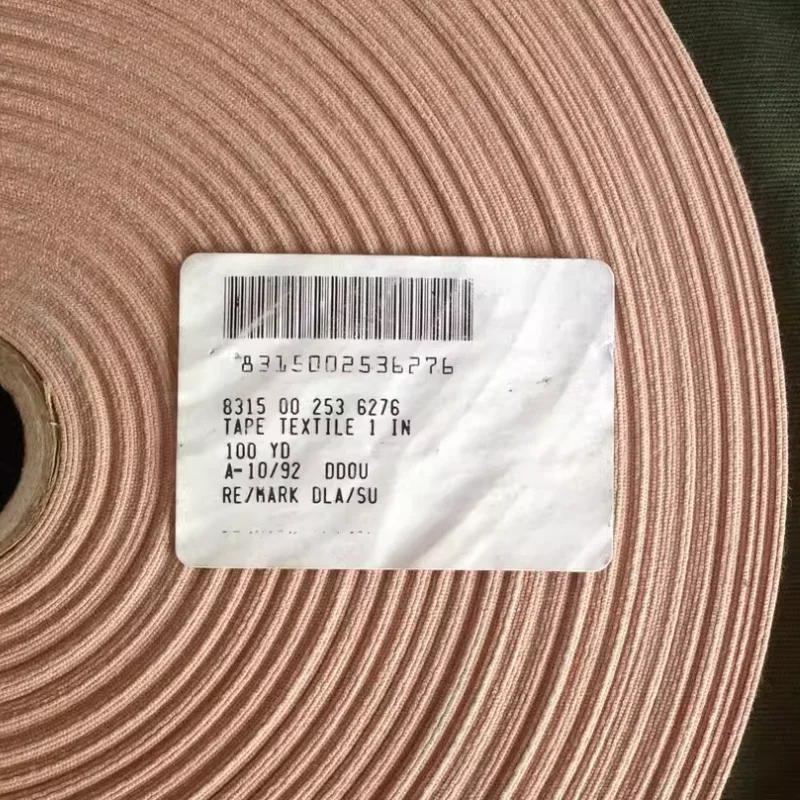 *8315002536276
8315 00 253 6276
TAPE TEXTILE 1 IN
100 YD
A-10/92 DDOU
RE/MARK DLA/SU